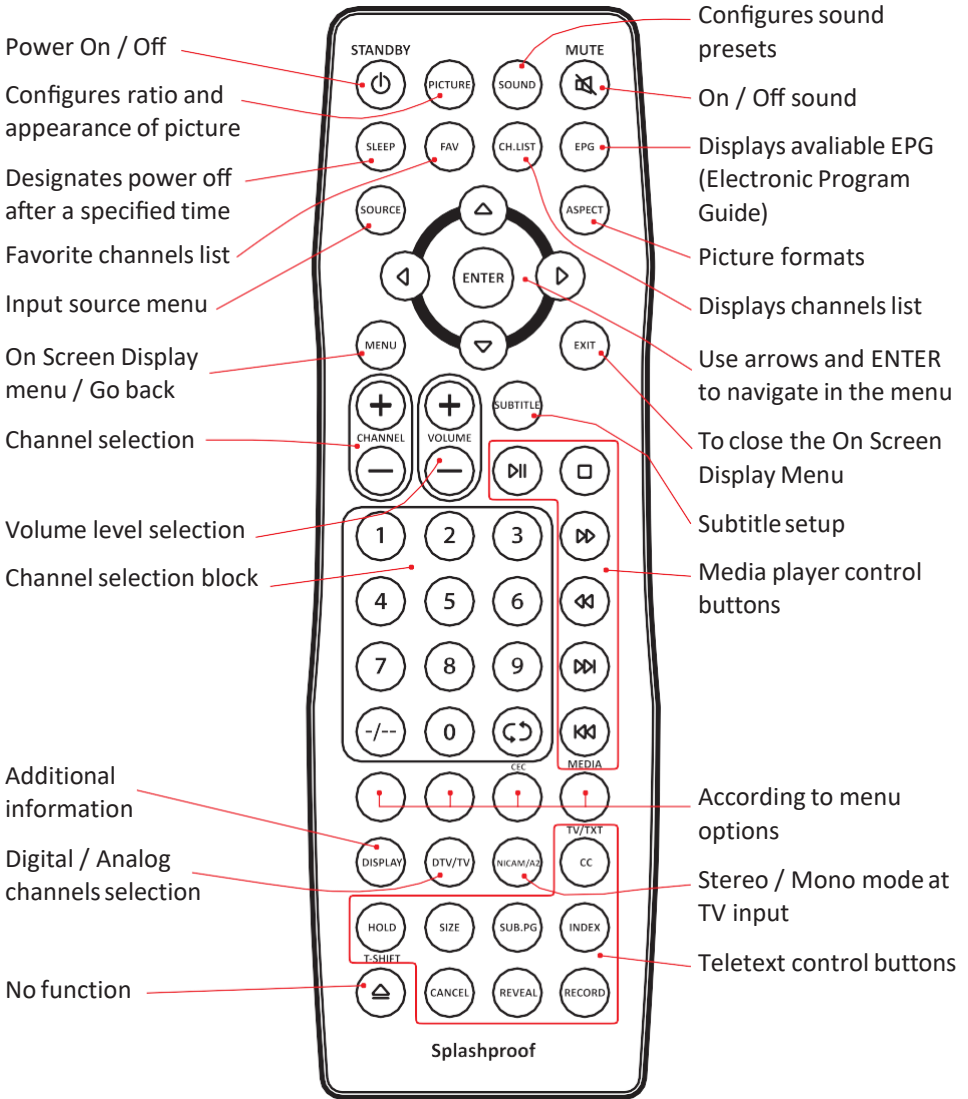 Power On / Off
Configures ratio and
appearance of picture
Designates power off
after a specified time
Favorite channels list
Input source menu
On Screen Display
menu / Go back
Channel selection
Volume level selection
Channel selection block
Additional
information
Digital / Analog
channels selection
No function
STANDBY
MUTE
PICTURE
SOUND
SLEEP
FAV
CH.LIST
EPG
SOURCE
ASPECT
ENTER
MENU
EXIT
CHANNEL
VOLUME
SUBTITLE
1 2 3
4 5 6
7 8 9
-/-- 0
CEC
MEDIA
TV/TXT
DISPLAY
DTV/TV
NICAM/A2
CC
HOLD
SIZE
SUB.PG
INDEX
T-SHIFT
CANCEL
REVEAL
RECORD
Splashproof
Configures sound
presets
On / Off sound
Displays avaliable EPG
(Electronic Program
Guide)
Picture formats
Displays channels list
Use arrows and ENTER
to navigate in the menu
To close the On Screen
Display Menu
Subtitle setup
Media player control
buttons
According to menu
options
Stereo / Mono mode at
TV input
Teletext control buttons